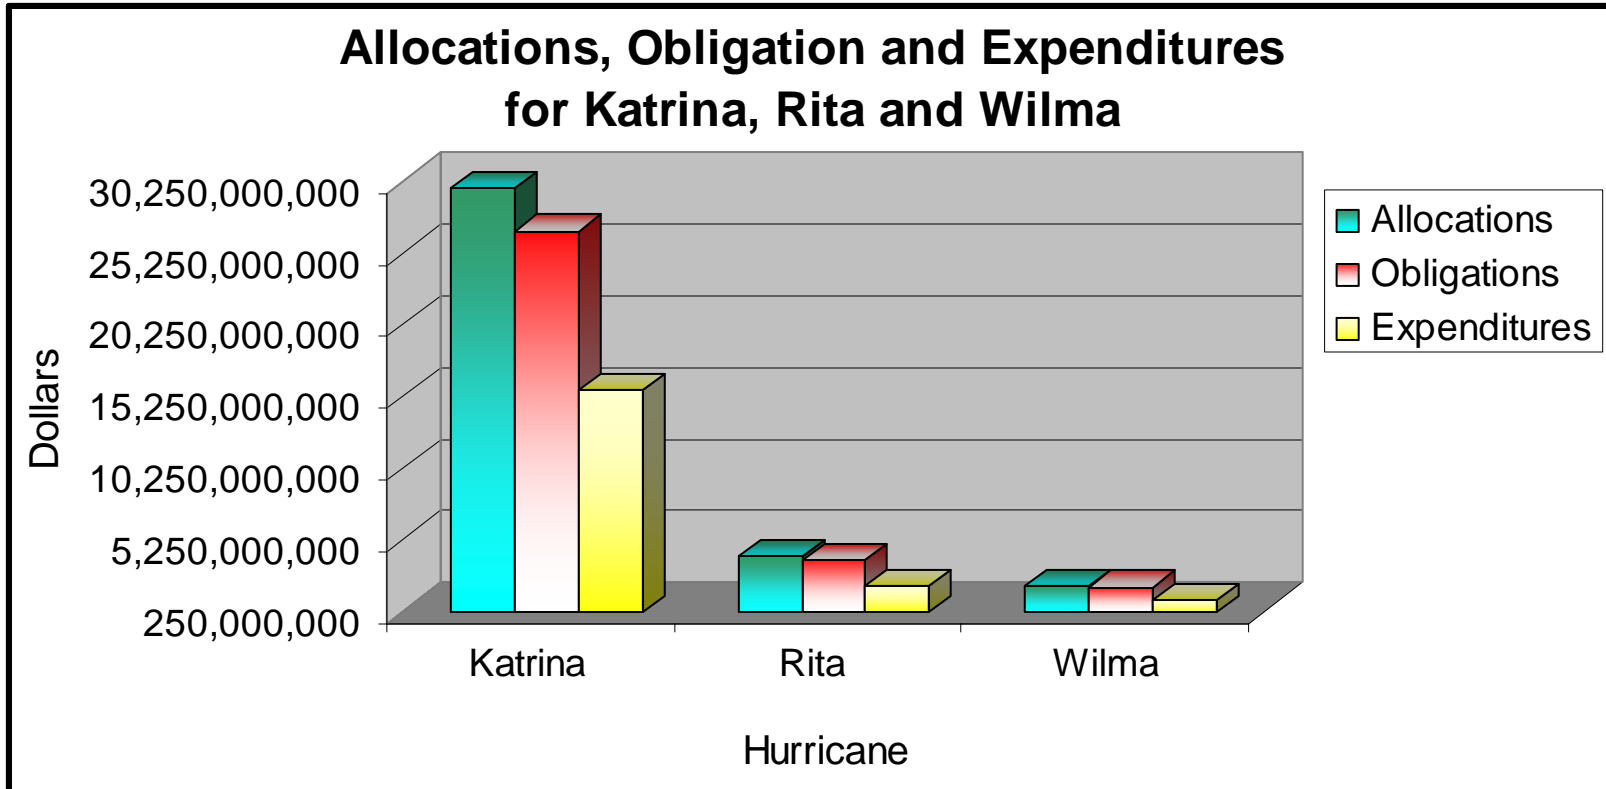 Allocations, Obligation and Expenditures
for Katrina, Rita and Wilma
30,250,000,000
25,250,000,000
20,250,000,000
15,250,000,000
10,250,000,000
5,250,000,000
250,000,000
Dollars
Katrina
Rita
Wilma
Hurricane
Allocations
Obligations
Expenditures